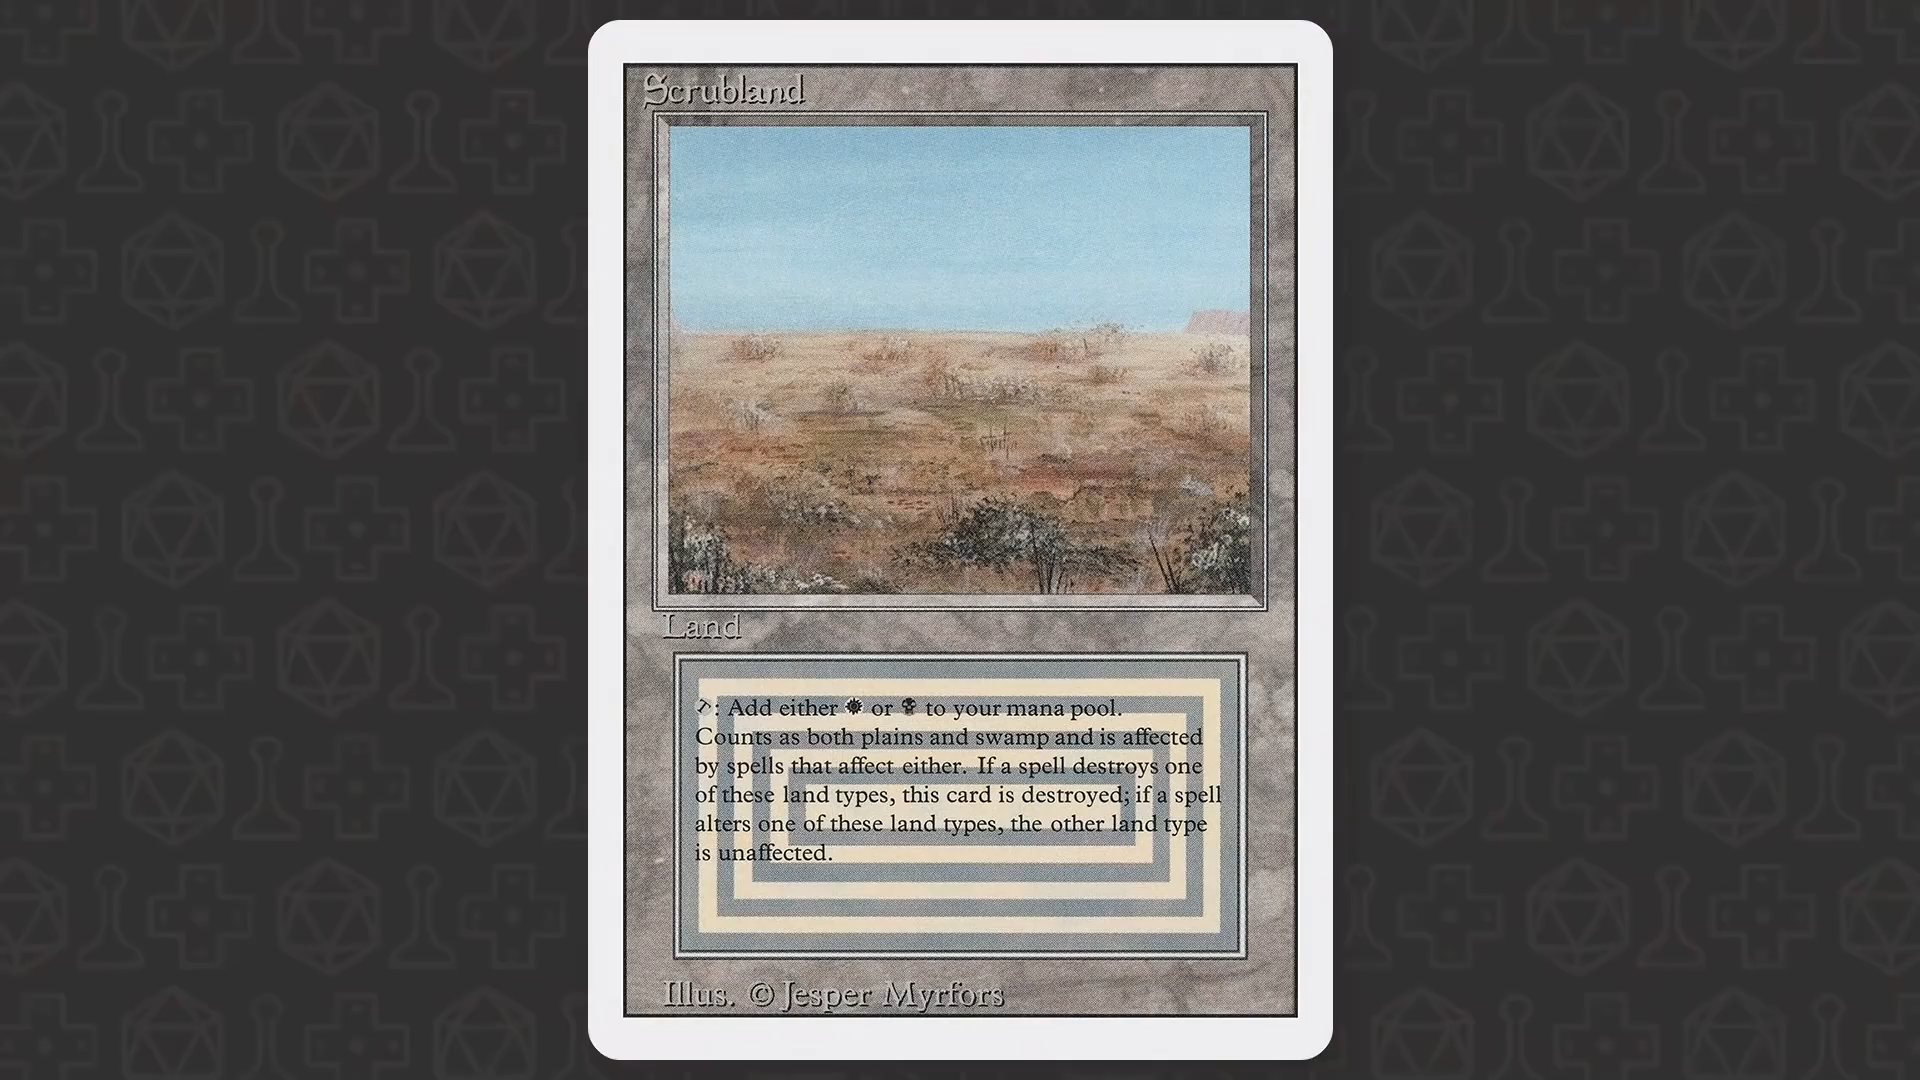 Scrubland
Land
: Add either or to your mana pool.
Counts as both plains and swamp and is affected
by spells that affect either. If a spell destroys one
of these land types, this card is destroyed; if a spell
alters one of these land types, the other land type
is unaffected.
Illus. © Jesper Myrfors